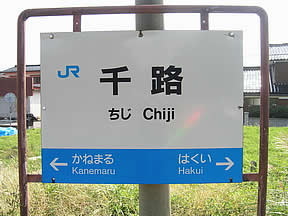 JR 千路
ちじ Chiji
← かねまる はくい →
Kanemaru Hakui